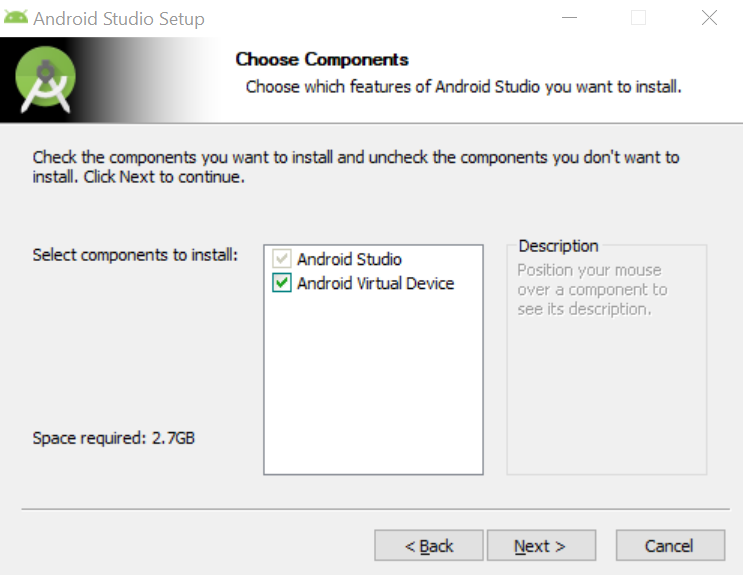 Android Studio Setup
Choose Components
Choose which features of Android Studio you want to install.
Check the components you want to install and uncheck the components you don't want to
install. Click Next to continue.
Select components to install:
Android Studio
Android Virtual Device
Description
Position your mouse
over a component to
see its description.
Space required: 2.7GB
< Back
Next >
Cancel